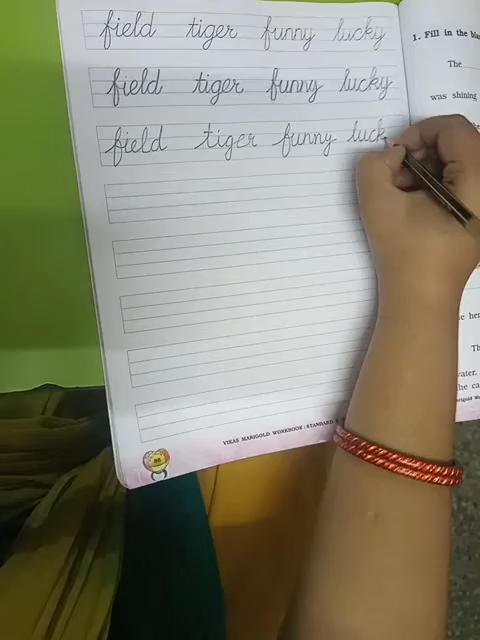 field tiger funny lucky
field tiger funny lucky
field tiger funny luck
VIKAS MARIGOLD WORKBOOK : STANDARD
1. Fill in the
The
was shining